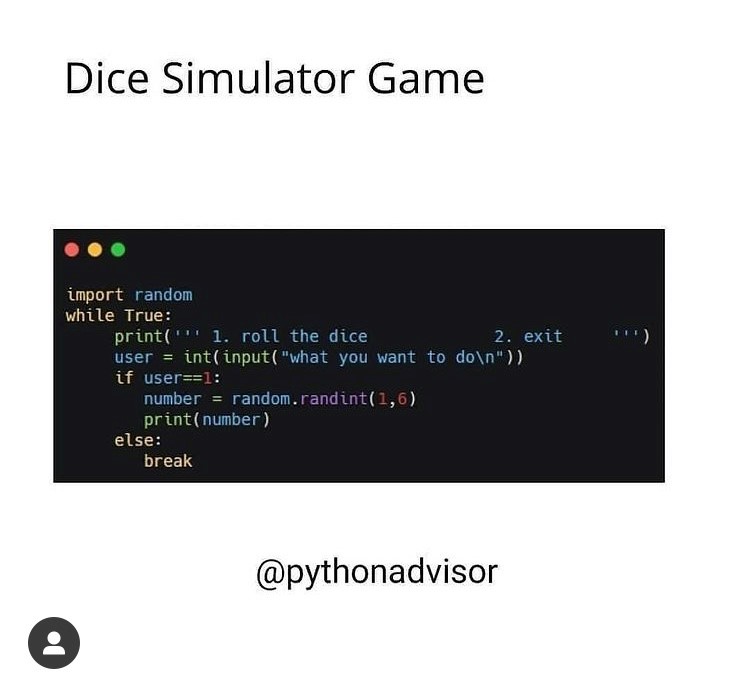 Dice Simulator Game
import random
while True:
     print(''' 1. roll the dice             2. exit     ''')
     user = int(input("what you want to do\n"))
     if user==1:
        number = random.randint(1,6)
        print(number)
     else:
        break
@pythonadvisor